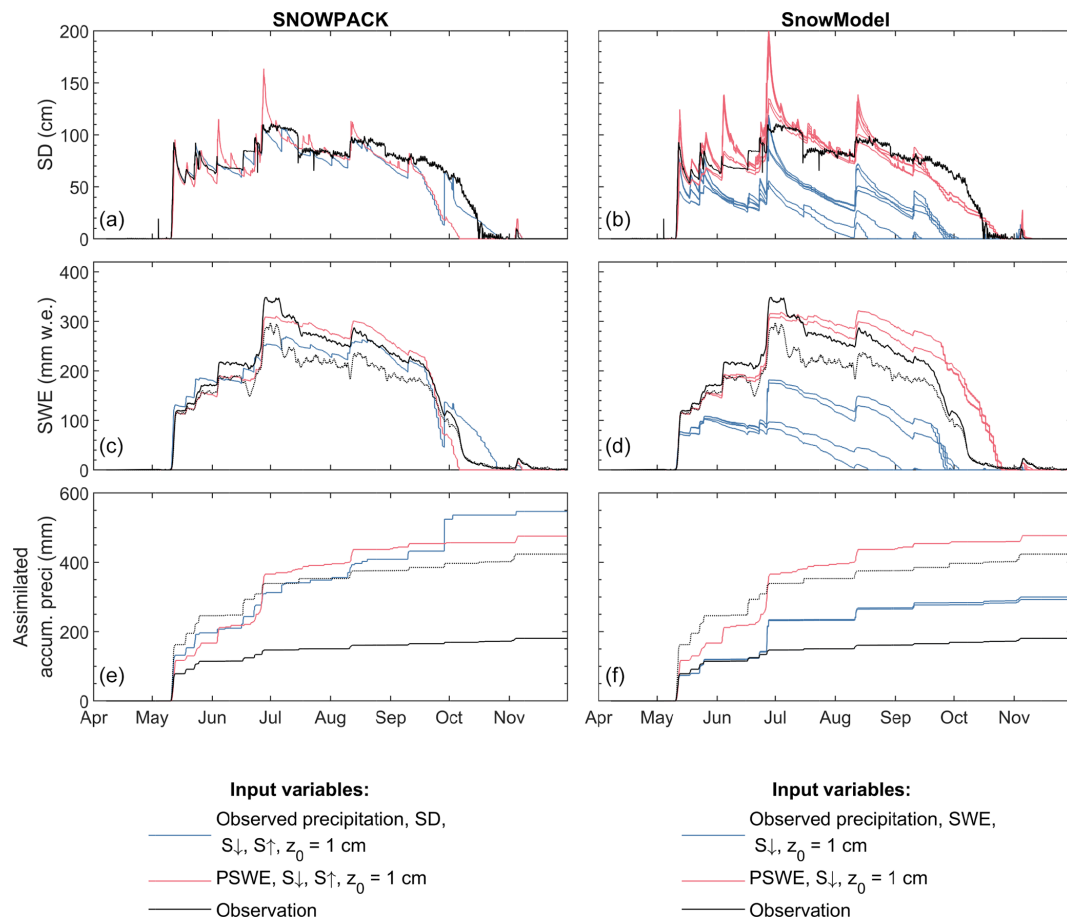 SNOWPACK
SnowModel
SD (cm)
200
150
100
50
0
(a)
(b)
SWE (mm w.e.)
400
300
200
100
0
(c)
(d)
Assimilated
accum. preci (mm)
600
400
200
0
(e)
(f)
Apr May Jun Jul Aug Sep Oct Nov
Apr May Jun Jul Aug Sep Oct Nov
Input variables:
Observed precipitation, SD,
S↓, S↑, z₀ = 1 cm
PSWE, S↓, S↑, z₀ = 1 cm
Observation
Input variables:
Observed precipitation, SWE,
S↓, z₀ = 1 cm
PSWE, S↓, z₀ = 1 cm
Observation